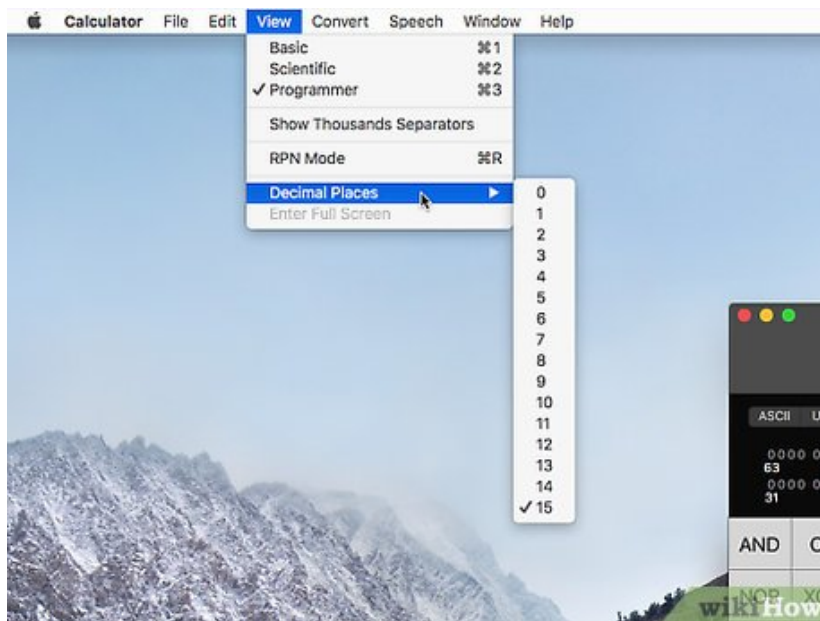 Calculator File Edit View Convert Speech Window Help
Basic ⌘1
Scientific ⌘2
✓ Programmer ⌘3
Show Thousands Separators
RPN Mode ⌘R
Decimal Places ▶
Enter Full Screen
0
1
2
3
4
5
6
7
8
9
10
11
12
13
14
✓ 15
ASCII
0000
63
0000
31
AND
NOR
wikiHow